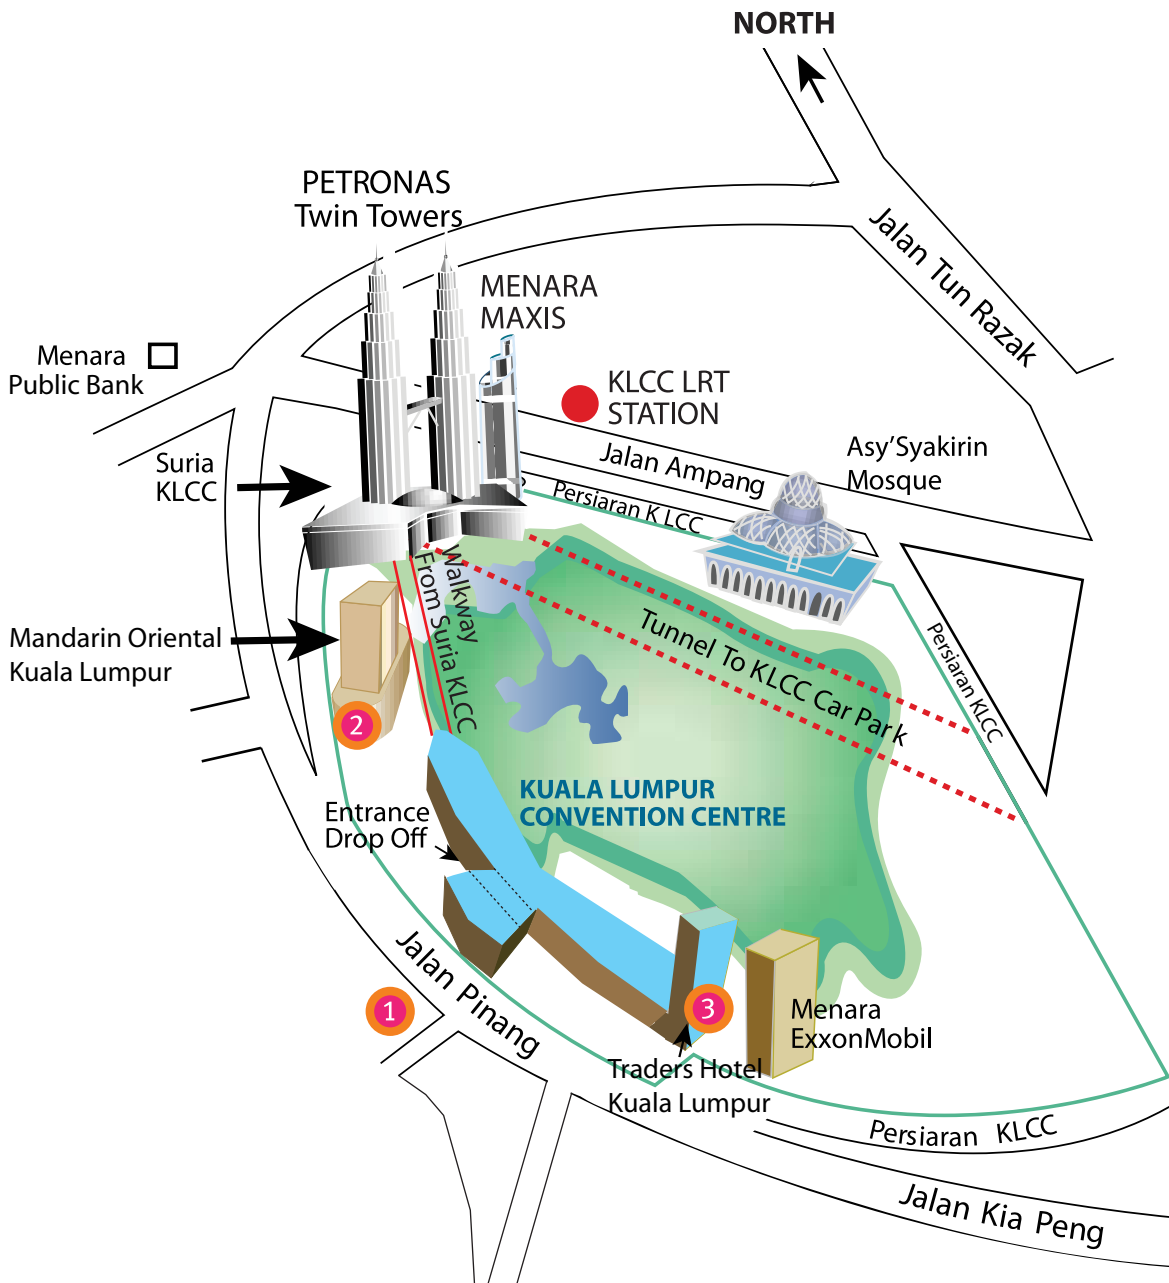 NORTH
PETRONAS
Twin Towers
Jalan Tun Razak
MENARA
MAXIS
Menara
Public Bank
KLCC LRT
STATION
Asy'Syakirin
Mosque
Suria
KLCC
Jalan Ampang
Persiaran K LCC
Walkway
From Suria KLCC
Tunnel To KLCC Car Park
Persiaran KLCC
Mandarin Oriental
Kuala Lumpur
2
KUALA LUMPUR
CONVENTION CENTRE
Entrance
Drop Off
Jalan Pinang
1
3
Menara
ExxonMobil
Traders Hotel
Kuala Lumpur
Persiaran KLCC
Jalan Kia Peng